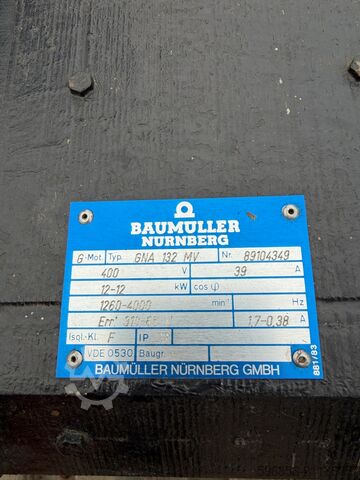 BAUMÜLLER
NÜRNBERG
G-Mot. Typ GNA 132 MV Nr. 89104349
400 V 39 A
12-12 kW cos φ
1260-4000 min⁻¹ Hz
Err' V 1,7-0,38 A
Isol.-Kl. F IP
VDE 0530 Baugr.
BAUMÜLLER NÜRNBERG GMBH
881/83